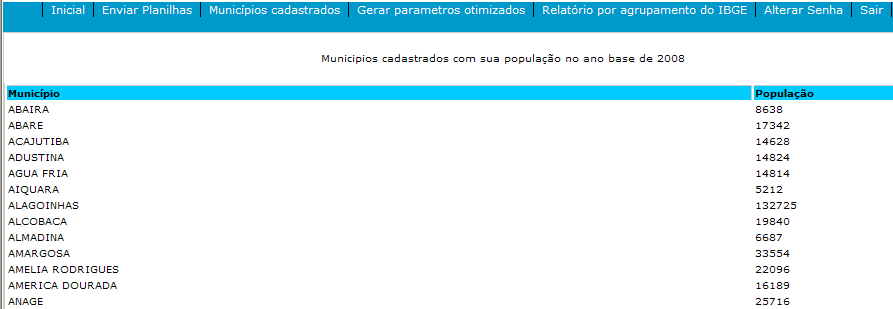 Inicial Enviar Planilhas Municípios cadastrados Gerar parametros otimizados Relatório por agrupamento do IBGE Alterar Senha Sair
Municipios cadastrados com sua população no ano base de 2008
Município População
ABAIRA 8638
ABARE 17342
ACAJUTIBA 14628
ADUSTINA 14824
AGUA FRIA 14814
AIQUARA 5212
ALAGOINHAS 132725
ALCOBACA 19840
ALMADINA 6687
AMARGOSA 33554
AMELIA RODRIGUES 22096
AMERICA DOURADA 16189
ANAGE 25716